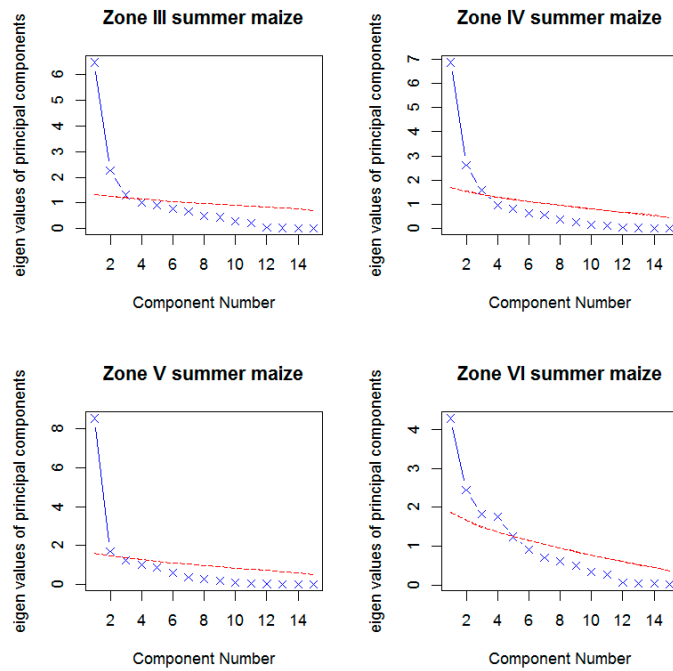 Zone III summer maize
eigen values of principal components
6
5
4
3
2
1
0
2 4 6 8 10 12 14
Component Number
Zone IV summer maize
eigen values of principal components
7
6
5
4
3
2
1
0
2 4 6 8 10 12 14
Component Number
Zone V summer maize
eigen values of principal components
8
6
4
2
0
2 4 6 8 10 12 14
Component Number
Zone VI summer maize
eigen values of principal components
4
3
2
1
0
2 4 6 8 10 12 14
Component Number